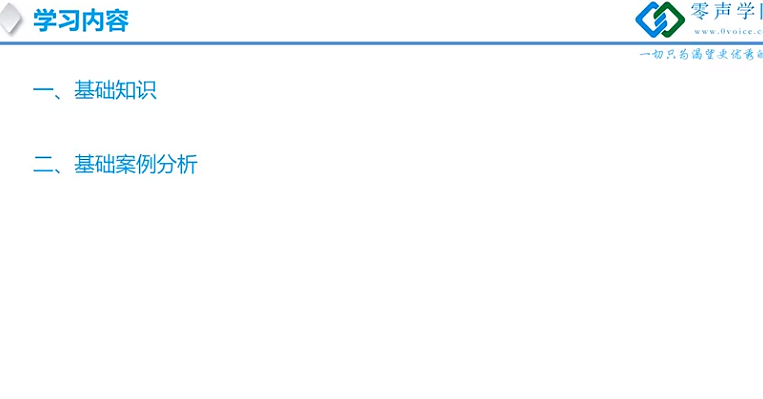 学习内容
零声学
www.0voice.c
一切只为渴望更优秀的
一、基础知识
二、基础案例分析